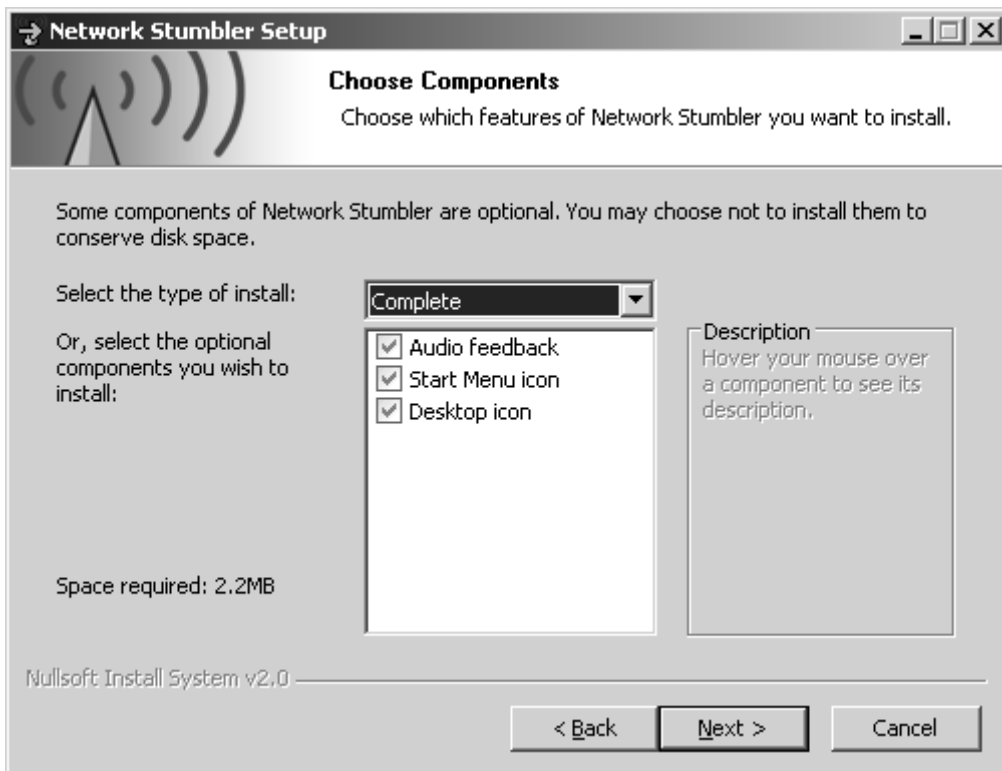 Network Stumbler Setup
Choose Components
Choose which features of Network Stumbler you want to install.
Some components of Network Stumbler are optional. You may choose not to install them to
conserve disk space.
Select the type of install:
Complete
Or, select the optional
components you wish to
install:
Audio feedback
Start Menu icon
Desktop icon
Description
Hover your mouse over
a component to see its
description.
Space required: 2.2MB
Nullsoft Install System v2.0
< Back
Next >
Cancel